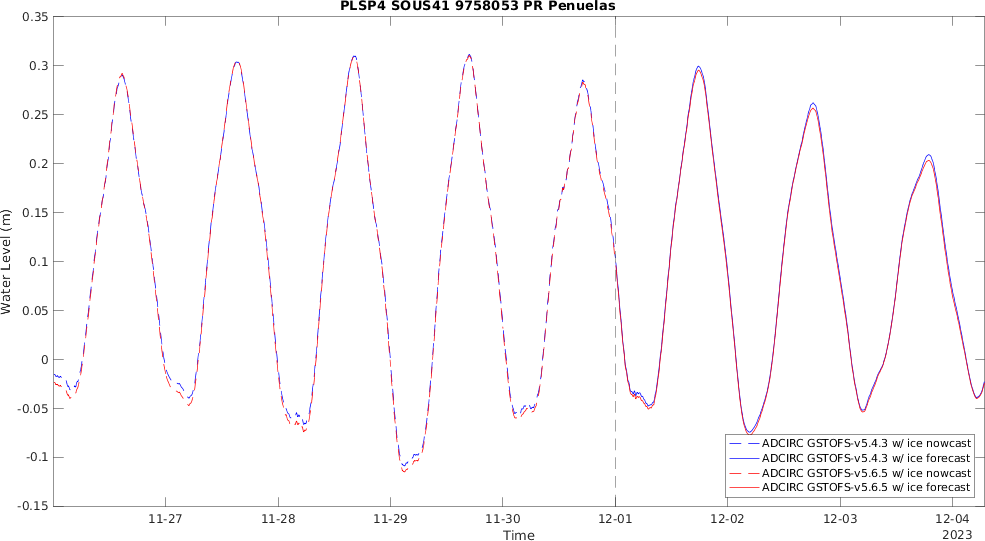 PLSP4 SOUS41 9758053 PR Penuelas
0.35
0.3
0.25
0.2
0.15
0.1
0.05
0
-0.05
-0.1
-0.15
Water Level (m)
11-27 11-28 11-29 11-30 12-01 12-02 12-03 12-04
Time
2023
ADCIRC GSTOFS-v5.4.3 w/ ice nowcast
ADCIRC GSTOFS-v5.4.3 w/ ice forecast
ADCIRC GSTOFS-v5.6.5 w/ ice nowcast
ADCIRC GSTOFS-v5.6.5 w/ ice forecast